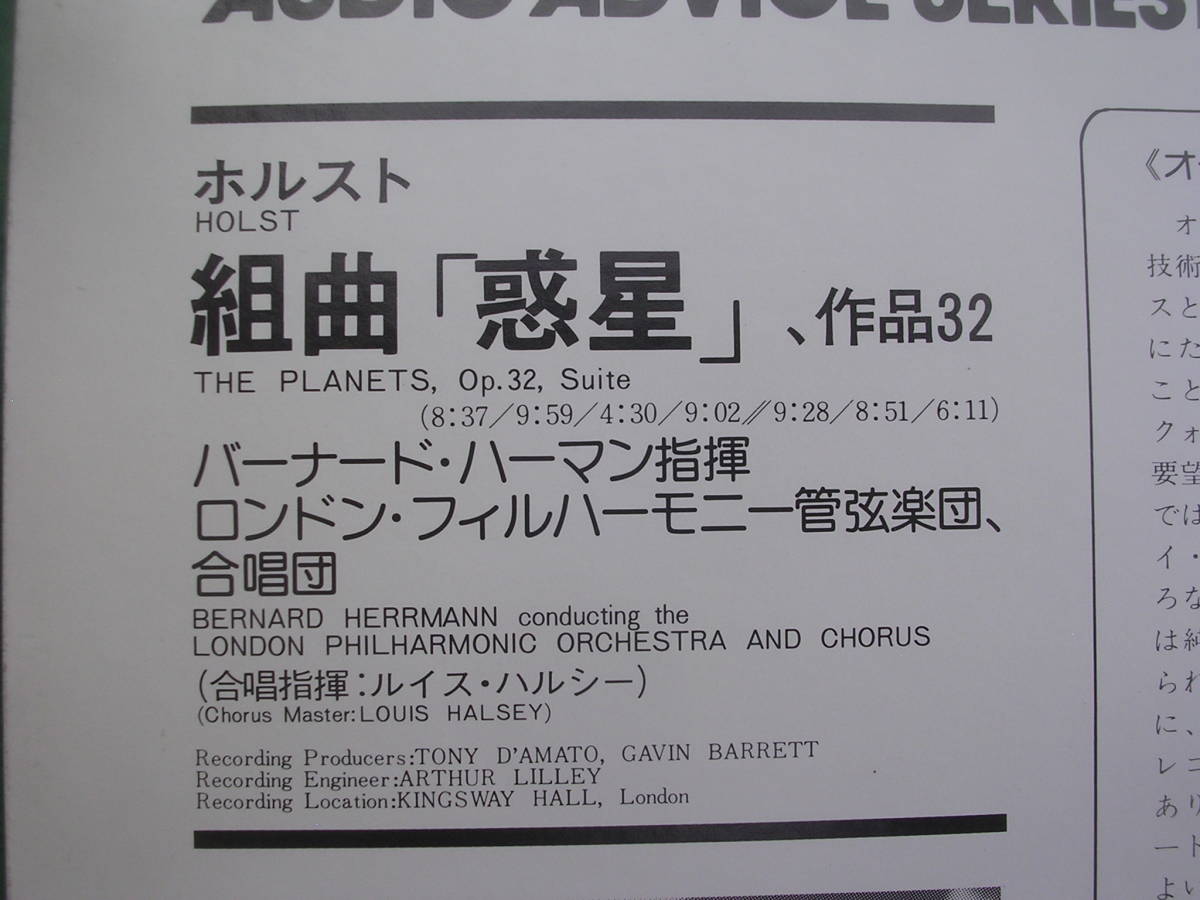 AUDIO ADVICE SERIES
ホルスト
HOLST
組曲「惑星」、作品32
THE PLANETS, Op.32, Suite
(8:37/9:59/4:30/9:02//9:28/8:51/6:11)
バーナード・ハーマン指揮
ロンドン・フィルハーモニー管弦楽団、
合唱団
BERNARD HERRMANN conducting the
LONDON PHILHARMONIC ORCHESTRA AND CHORUS
(合唱指揮:ルイス・ハルシー)
(Chorus Master:LOUIS HALSEY)
Recording Producers:TONY D'AMATO, GAVIN BARRETT
Recording Engineer:ARTHUR LILLEY
Recording Location:KINGSWAY HALL, London
《オ
オ
技術
スと
にた
こと
クォ
要望
では
イ・
ろな
は純
られ
に、
レコ
あり
ート
よい